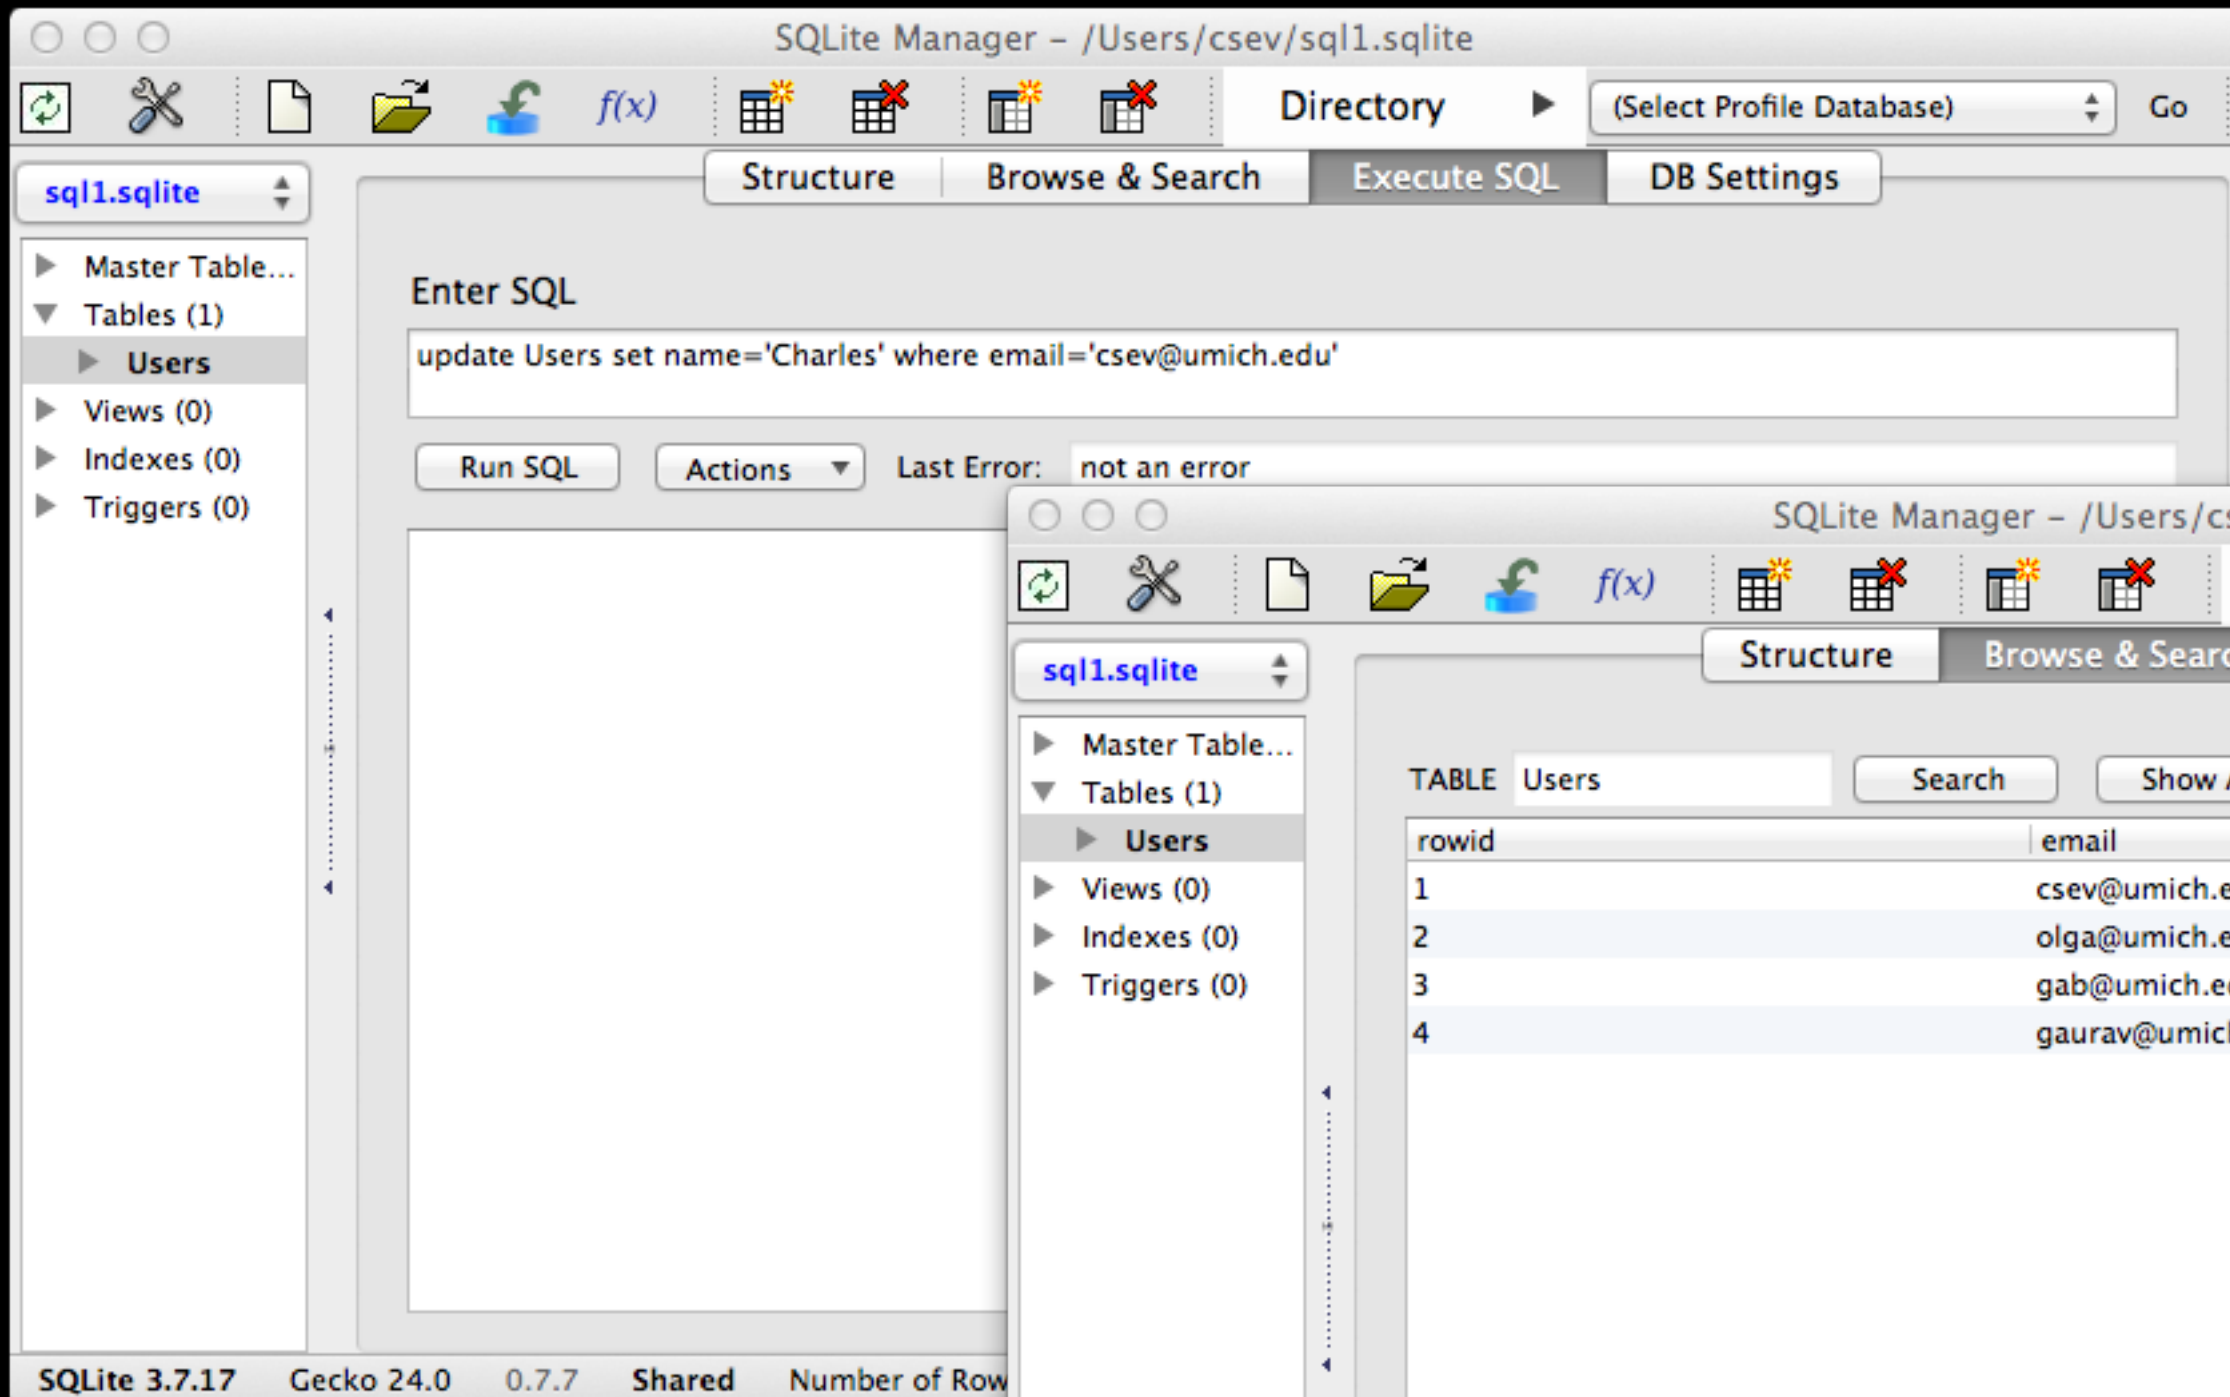 SQLite Manager – /Users/csev/sql1.sqlite
f(x) Directory (Select Profile Database) Go
sql1.sqlite
Structure Browse & Search Execute SQL DB Settings
Master Table...
Tables (1)
Users
Views (0)
Indexes (0)
Triggers (0)
Enter SQL
update Users set name='Charles' where email='csev@umich.edu'
Run SQL Actions Last Error: not an error
SQLite 3.7.17 Gecko 24.0 0.7.7 Shared Number of Row
SQLite Manager – /Users/cs
f(x)
sql1.sqlite
Structure Browse & Searc
Master Table...
Tables (1)
Users
Views (0)
Indexes (0)
Triggers (0)
TABLE Users Search Show
rowid email
1 csev@umich.e
2 olga@umich.e
3 gab@umich.e
4 gaurav@umic